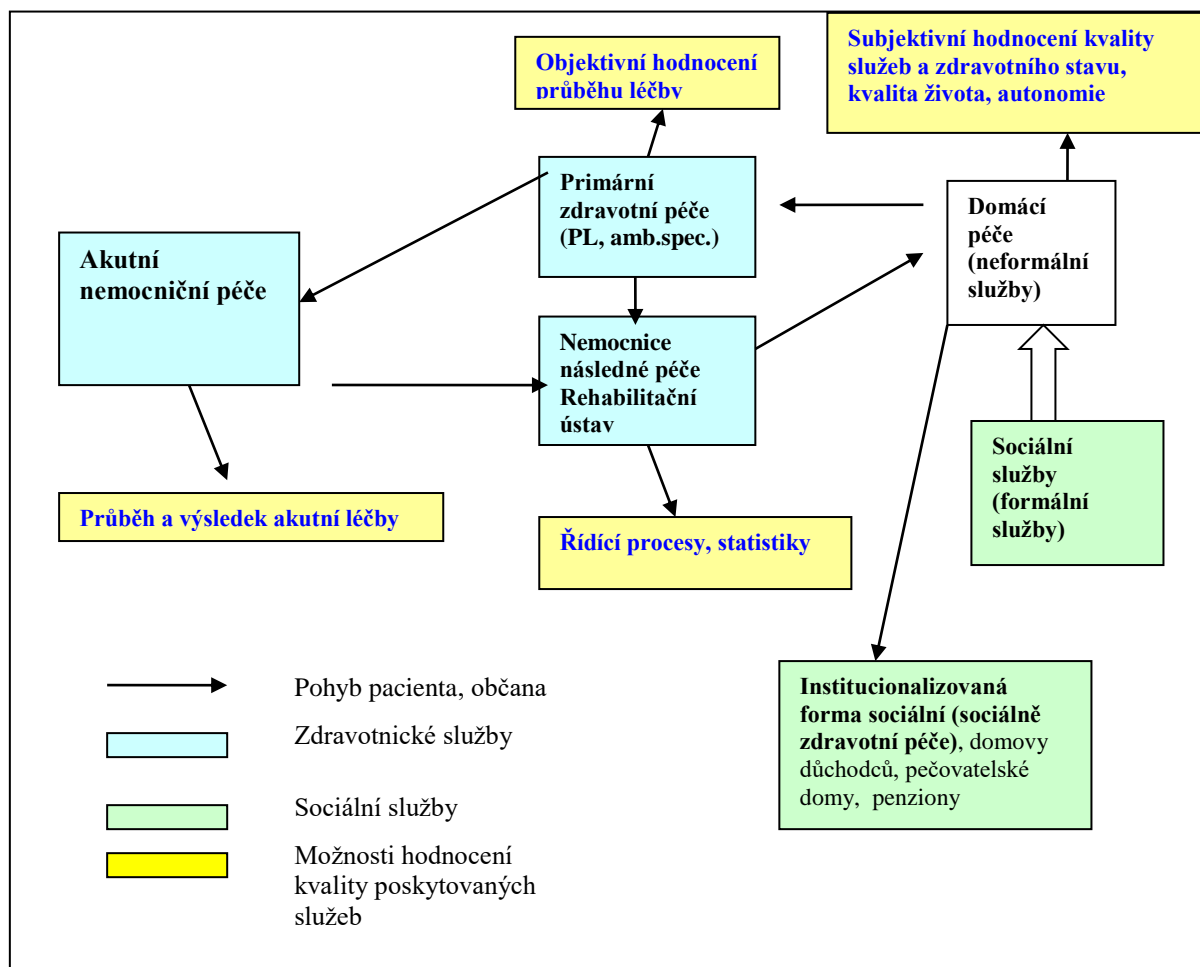 Objektivní hodnocení
průběhu léčby
Subjektivní hodnocení kvality
služeb a zdravotního stavu,
kvalita života, autonomie
Primární
zdravotní péče
(PL, amb.spec.)
Domácí
péče
(neformální
služby)
Akutní
nemocniční péče
Nemocnice
následné péče
Rehabilitační
ústav
Sociální
služby
(formální
služby)
Průběh a výsledek akutní léčby
Řídící procesy, statistiky
Institucionalizovaná
forma sociální (sociálně
zdravotní péče), domovy
důchodců, pečovatelské
domy, penziony
Pohyb pacienta, občana
Zdravotnické služby
Sociální služby
Možnosti hodnocení
kvality poskytovaných
služeb